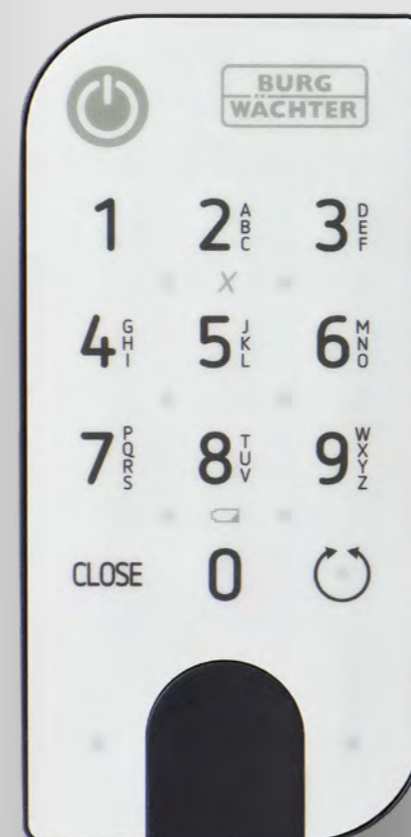 BURG
WÄCHTER
1 2 ABC 3 DEF
X
4 GHI 5 JKL 6 MNO
7 PQRS 8 TUV 9 WXYZ
CLOSE 0